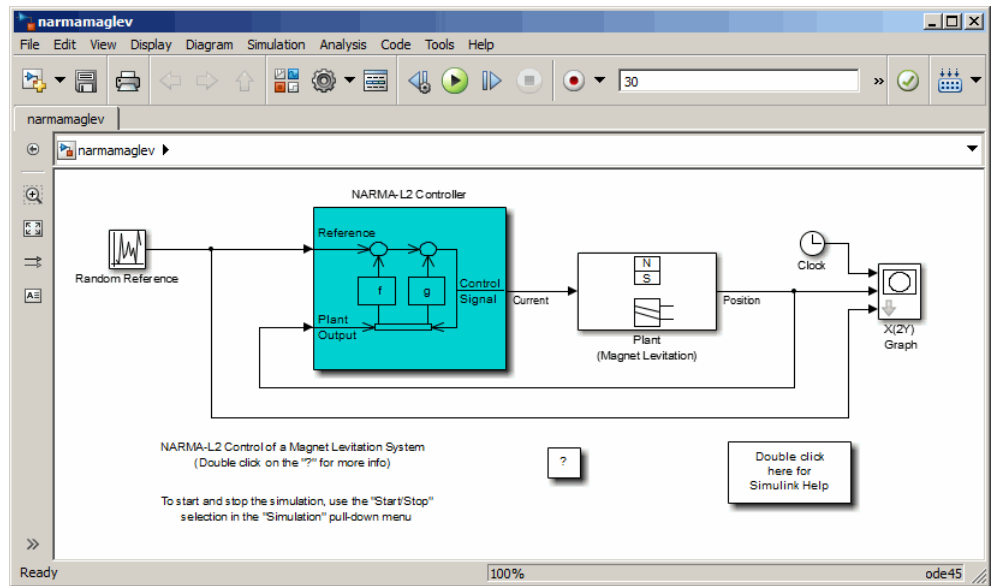 narmamaglev
File Edit View Display Diagram Simulation Analysis Code Tools Help
30
»
narmamaglev
narmamaglev
NARMA-L2 Controller
Reference
Random Reference
f
g
Control
Signal
Plant
Output
Current
N
S
Plant
(Magnet Levitation)
Position
Clock
X(2Y)
Graph
NARMA-L2 Control of a Magnet Levitation System
(Double click on the "?" for more info)
?
Double click
here for
Simulink Help
To start and stop the simulation, use the "Start/Stop"
selection in the "Simulation" pull-down menu
»
Ready
100%
ode45